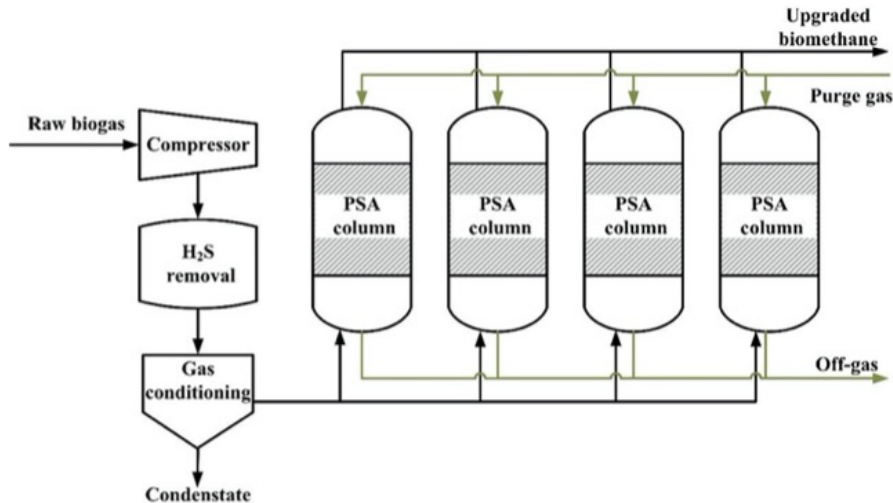 Upgraded
biomethane
Purge gas
Raw biogas
Compressor
H₂S
removal
Gas
conditioning
Condenstate
PSA
column
PSA
column
PSA
column
PSA
column
Off-gas